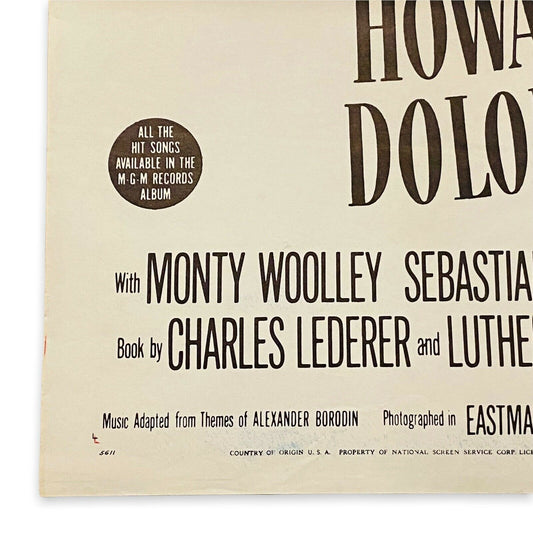 HOWA
DOLO
ALL THE
HIT SONGS
AVAILABLE IN THE
M-G-M RECORDS
ALBUM
With MONTY WOOLLEY SEBASTIA
Book by CHARLES LEDERER and LUTHE
Music Adapted from Themes of ALEXANDER BORODIN Photographed in EASTMA
5611
COUNTRY OF ORIGIN U. S. A. PROPERTY OF NATIONAL SCREEN SERVICE CORP. LICE